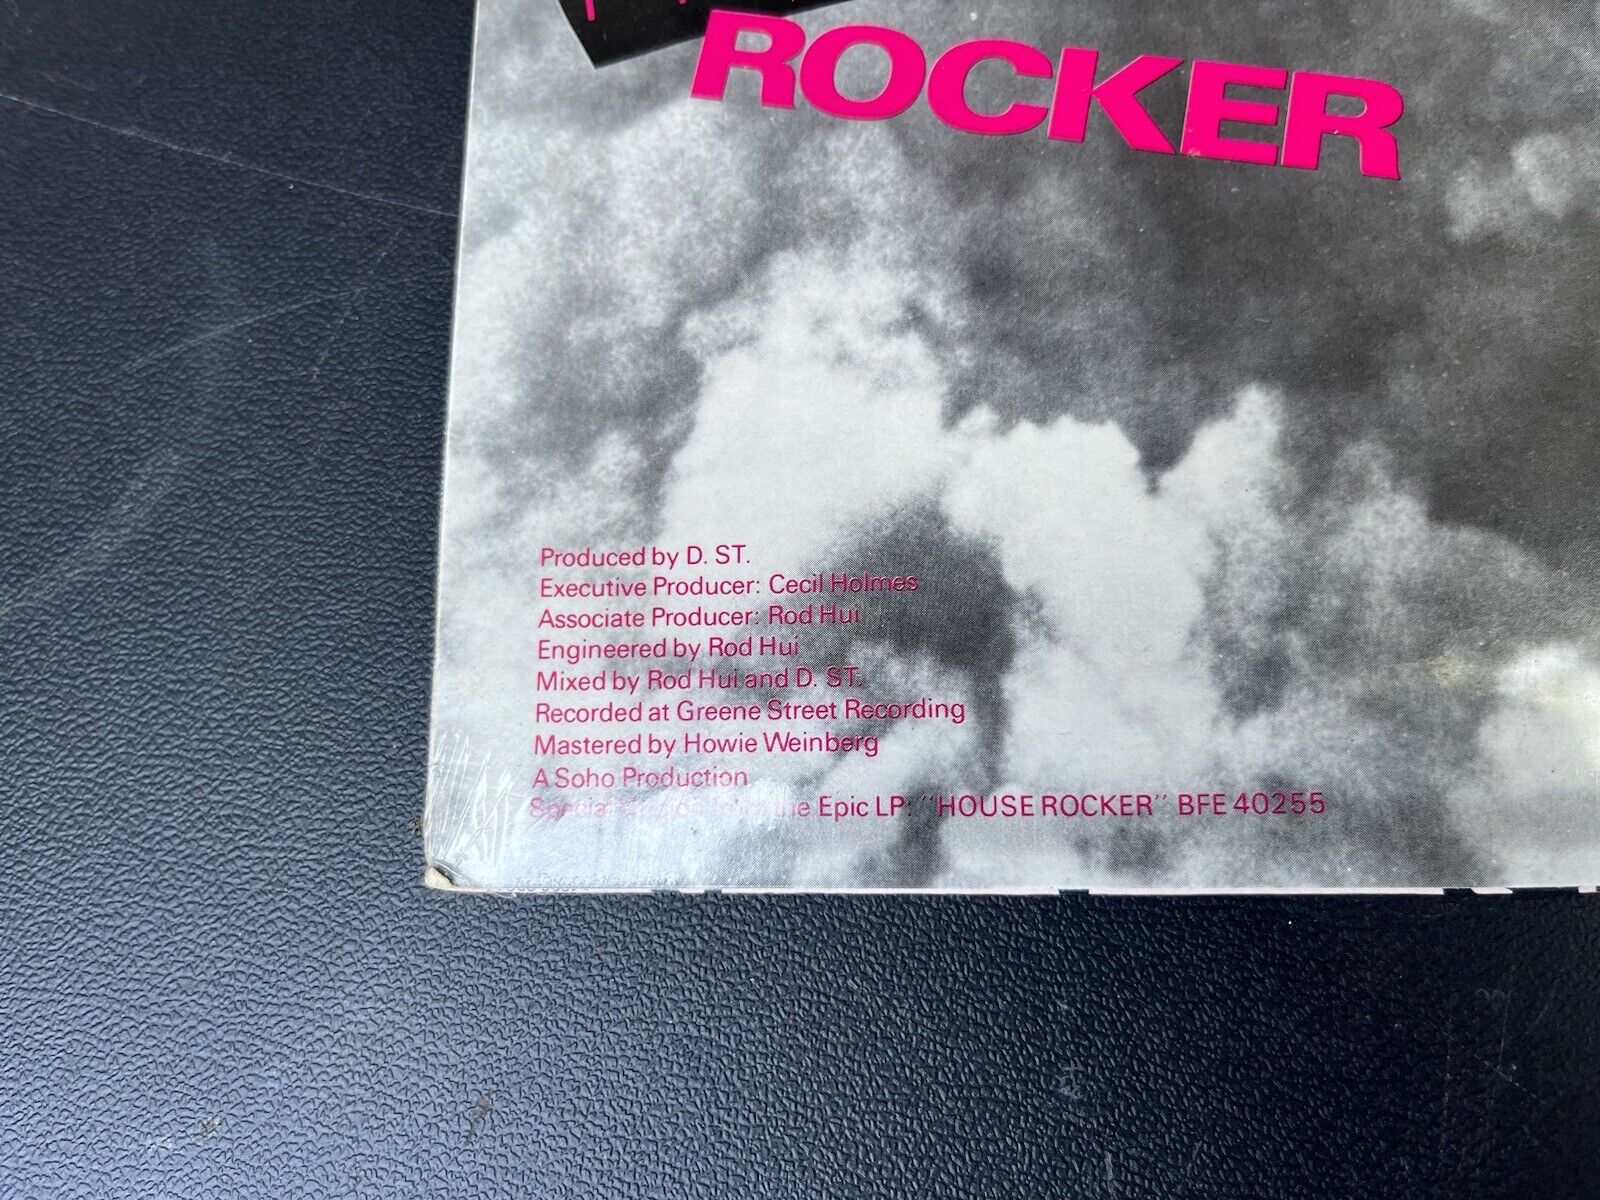 ROCKER
Produced by D. ST.
Executive Producer: Cecil Holmes
Associate Producer: Rod Hui
Engineered by Rod Hui
Mixed by Rod Hui and D. ST.
Recorded at Greene Street Recording
Mastered by Howie Weinberg
A Soho Production
Special from the Epic LP: "HOUSE ROCKER" BFE 40255